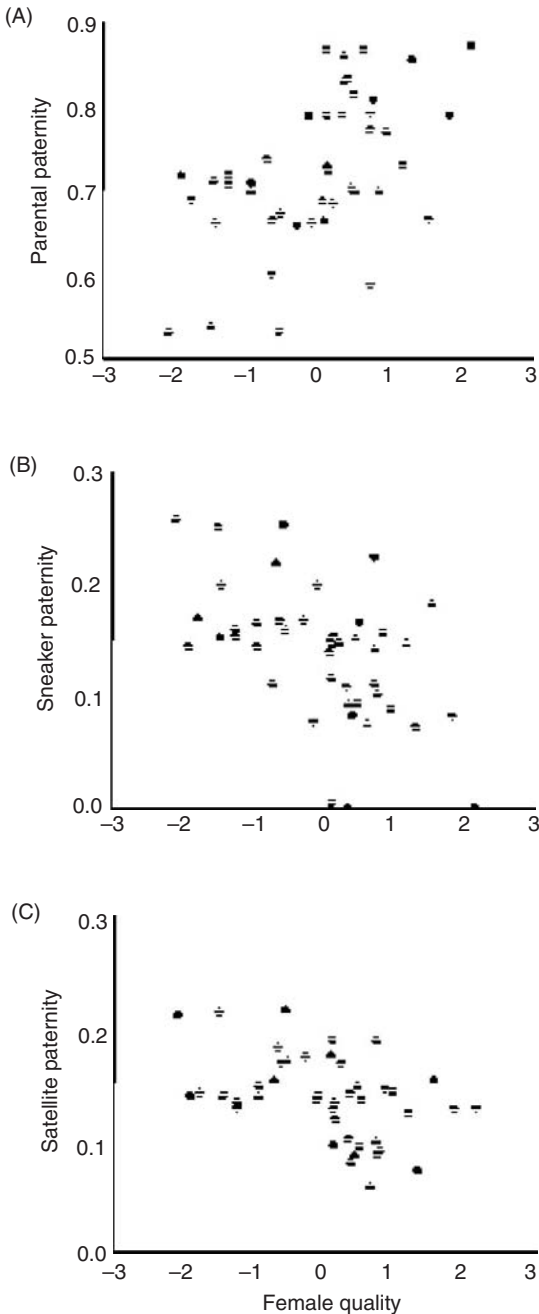 (A)
Parental paternity
0.9
0.8
0.7
0.6
0.5
−3 −2 −1 0 1 2 3
(B)
Sneaker paternity
0.3
0.2
0.1
0.0
−3 −2 −1 0 1 2 3
(C)
Satellite paternity
0.3
0.2
0.1
0.0
−3 −2 −1 0 1 2 3
Female quality